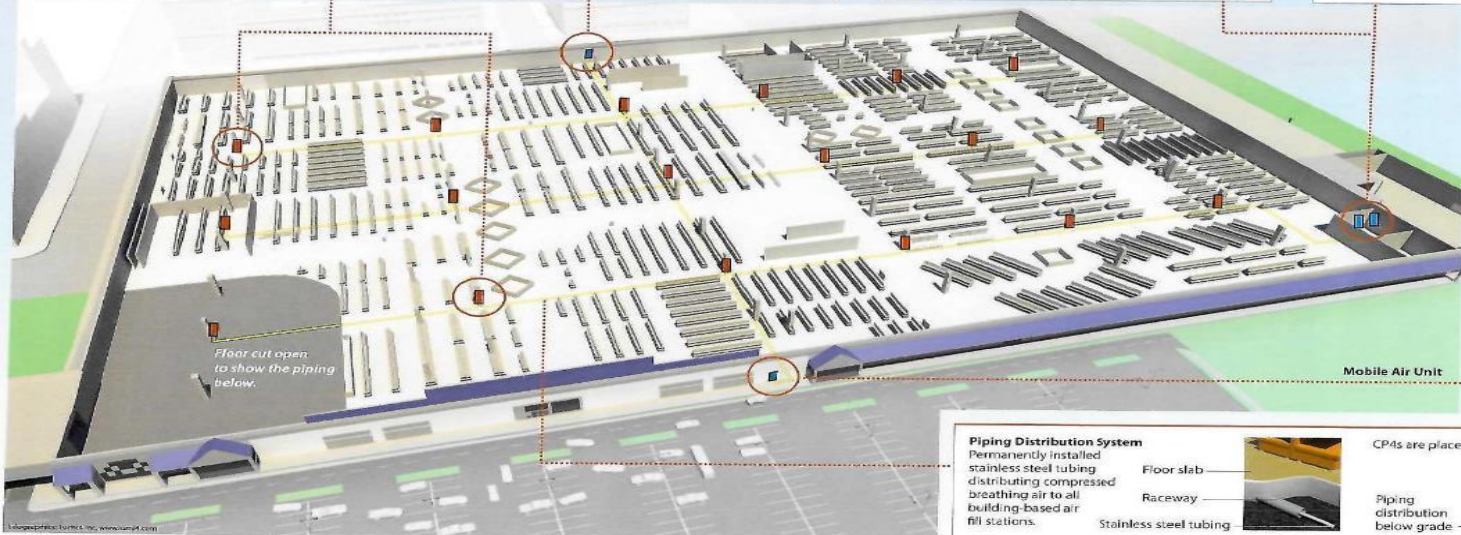 Floor cut open
to show the piping
below.
Mobile Air Unit
Piping Distribution System
Permanently installed
stainless steel tubing
distributing compressed
breathing air to all
building-based air
fill stations.
Floor slab
Raceway
Stainless steel tubing
CP4s are place
Piping
distribution
below grade